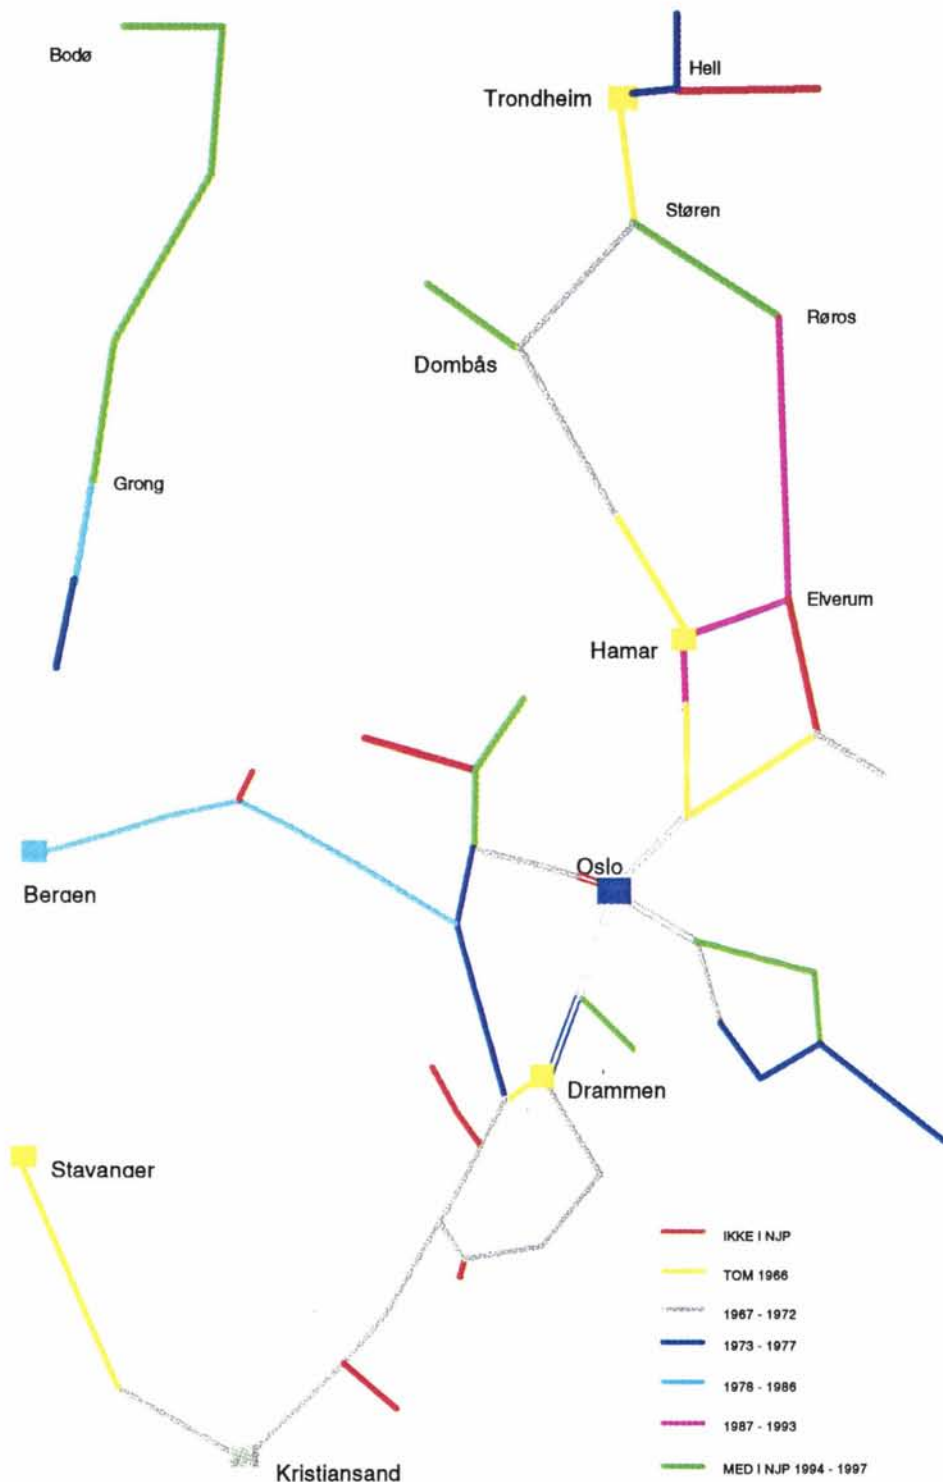 Bodø
Hell
Trondheim
Støren
Røros
Dombås
Grong
Elverum
Hamar
Oslo
Bergen
Drammen
Stavanger
IKKE I NJP
TOM 1966
1967 - 1972
1973 - 1977
1978 - 1986
1987 - 1993
MED I NJP 1994 - 1997
Kristiansand